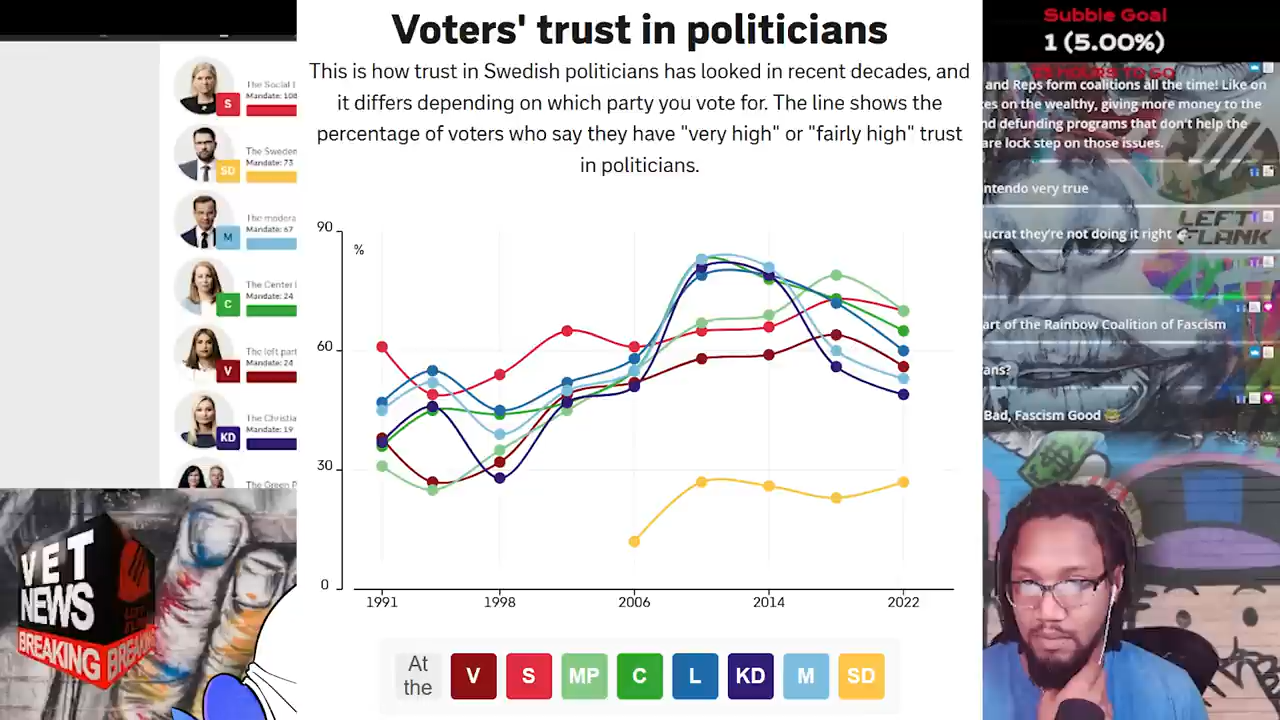 Voters' trust in politicians
This is how trust in Swedish politicians has looked in recent decades, and
it differs depending on which party you vote for. The line shows the
percentage of voters who say they have "very high" or "fairly high" trust
in politicians.
90
%
60
30
0
1991
1998
2006
2014
2022
At
the
V
S
MP
C
L
KD
M
SD
The Social
S
Mandate: 108
The Sweden
SD
Mandate: 73
The modera
M
Mandate: 67
The Center
C
Mandate: 24
The left part
V
Mandate: 24
The Christia
KD
Mandate: 19
The Green P
VET
NEWS
BREAKING
LEFT
Subbie Goal
1 (5.00%)
HOURS TO GO
and Reps form coalitions all the time! Like on
es on the wealthy, giving more money to the
nd defunding programs that don't help the
are lock step on those issues.
ntendo very true
ucrat they're not doing it right
LEFT
FLANK
art of the Rainbow Coalition of Fascism
ans?
Bad, Fascism Good